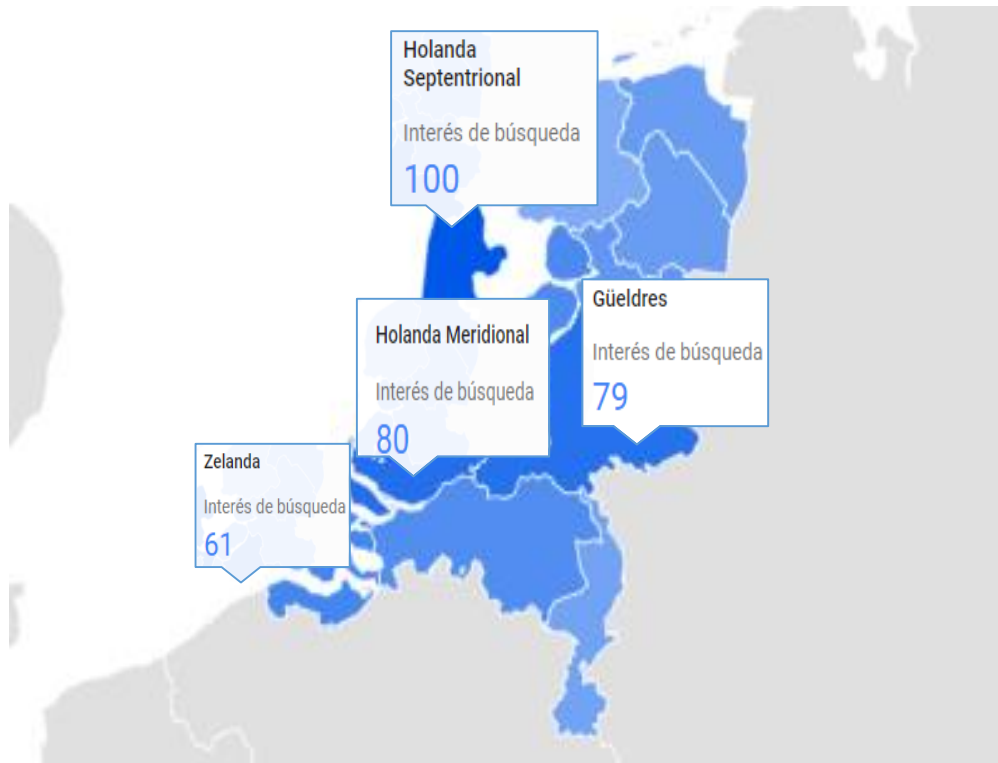 Holanda
Septentrional
Interés de búsqueda
100
Güeldres
Interés de búsqueda
79
Holanda Meridional
Interés de búsqueda
80
Zelanda
Interés de búsqueda
61